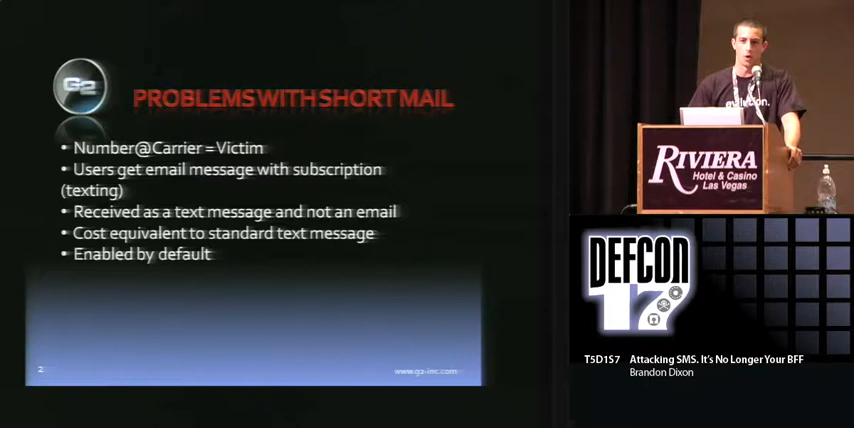 G2
PROBLEMS WITH SHORT MAIL
• Number@Carrier = Victim
• Users get email message with subscription
(texting)
• Received as a text message and not an email
• Cost equivalent to standard text message
• Enabled by default
2
www.g2-inc.com
evolution.
RIVIERA
Hotel & Casino
Las Vegas
DEFCON
17
T5D1S7 Attacking SMS. It's No Longer Your BFF
Brandon Dixon